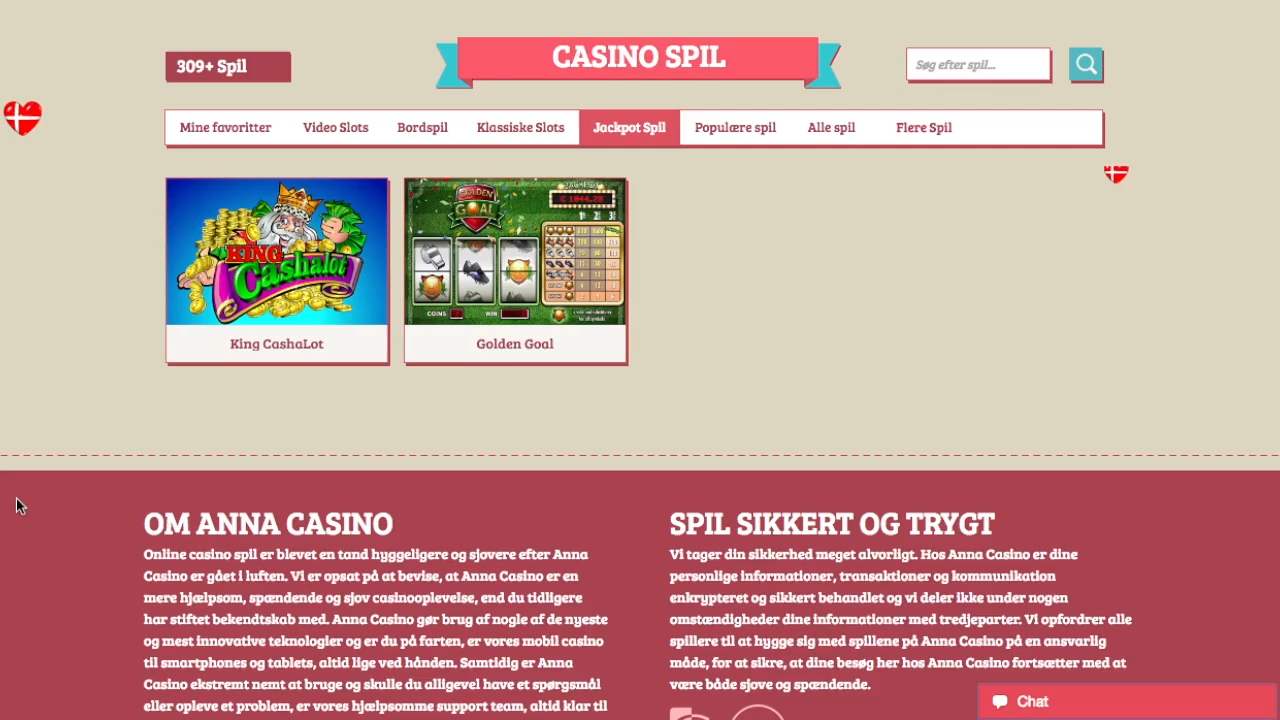 309+ Spil
CASINO SPIL
Søg efter spil...
Mine favoritter
Video Slots
Bordspil
Klassiske Slots
Jackpot Spil
Populære spil
Alle spil
Flere Spil
KING
Cashalot
GOLDEN
GOAL
JACKPOT
€ 1044.20
1 2 3
COINS
WIN
King CashaLot
Golden Goal
OM ANNA CASINO
Online casino spil er blevet en tand hyggeligere og sjovere efter Anna
Casino er gået i luften. Vi er opsat på at bevise, at Anna Casino er en
mere hjælpsom, spændende og sjov casinooplevelse, end du tidligere
har stiftet bekendtskab med. Anna Casino gør brug af nogle af de nyeste
og mest innovative teknologier og er du på farten, er vores mobil casino
til smartphones og tablets, altid lige ved hånden. Samtidig er Anna
Casino ekstremt nemt at bruge og skulle du alligevel have et spørgsmål
eller opleve et problem, er vores hjælpsomme support team, altid klar til
SPIL SIKKERT OG TRYGT
Vi tager din sikkerhed meget alvorligt. Hos Anna Casino er dine
personlige informationer, transaktioner og kommunikation
enkrypteret og sikkert behandlet og vi deler ikke under nogen
omstændigheder dine informationer med tredjeparter. Vi opfordrer alle
spillere til at hygge sig med spillene på Anna Casino på en ansvarlig
måde, for at sikre, at dine besøg her hos Anna Casino fortsætter med at
være både sjove og spændende.
Chat